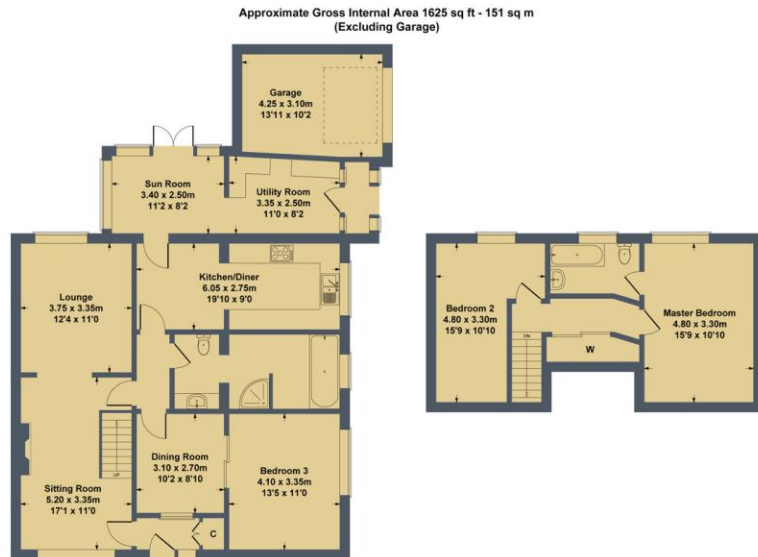 Approximate Gross Internal Area 1625 sq ft - 151 sq m
(Excluding Garage)
Garage
4.25 x 3.10m
13'11 x 10'2
Sun Room
3.40 x 2.50m
11'2 x 8'2
Utility Room
3.35 x 2.50m
11'0 x 8'2
Lounge
3.75 x 3.35m
12'4 x 11'0
Kitchen/Diner
6.05 x 2.75m
19'10 x 9'0
Bedroom 2
4.80 x 3.30m
15'9 x 10'10
Master Bedroom
4.80 x 3.30m
15'9 x 10'10
DN
W
Dining Room
3.10 x 2.70m
10'2 x 8'10
Bedroom 3
4.10 x 3.35m
13'5 x 11'0
UP
Sitting Room
5.20 x 3.35m
17'1 x 11'0
C